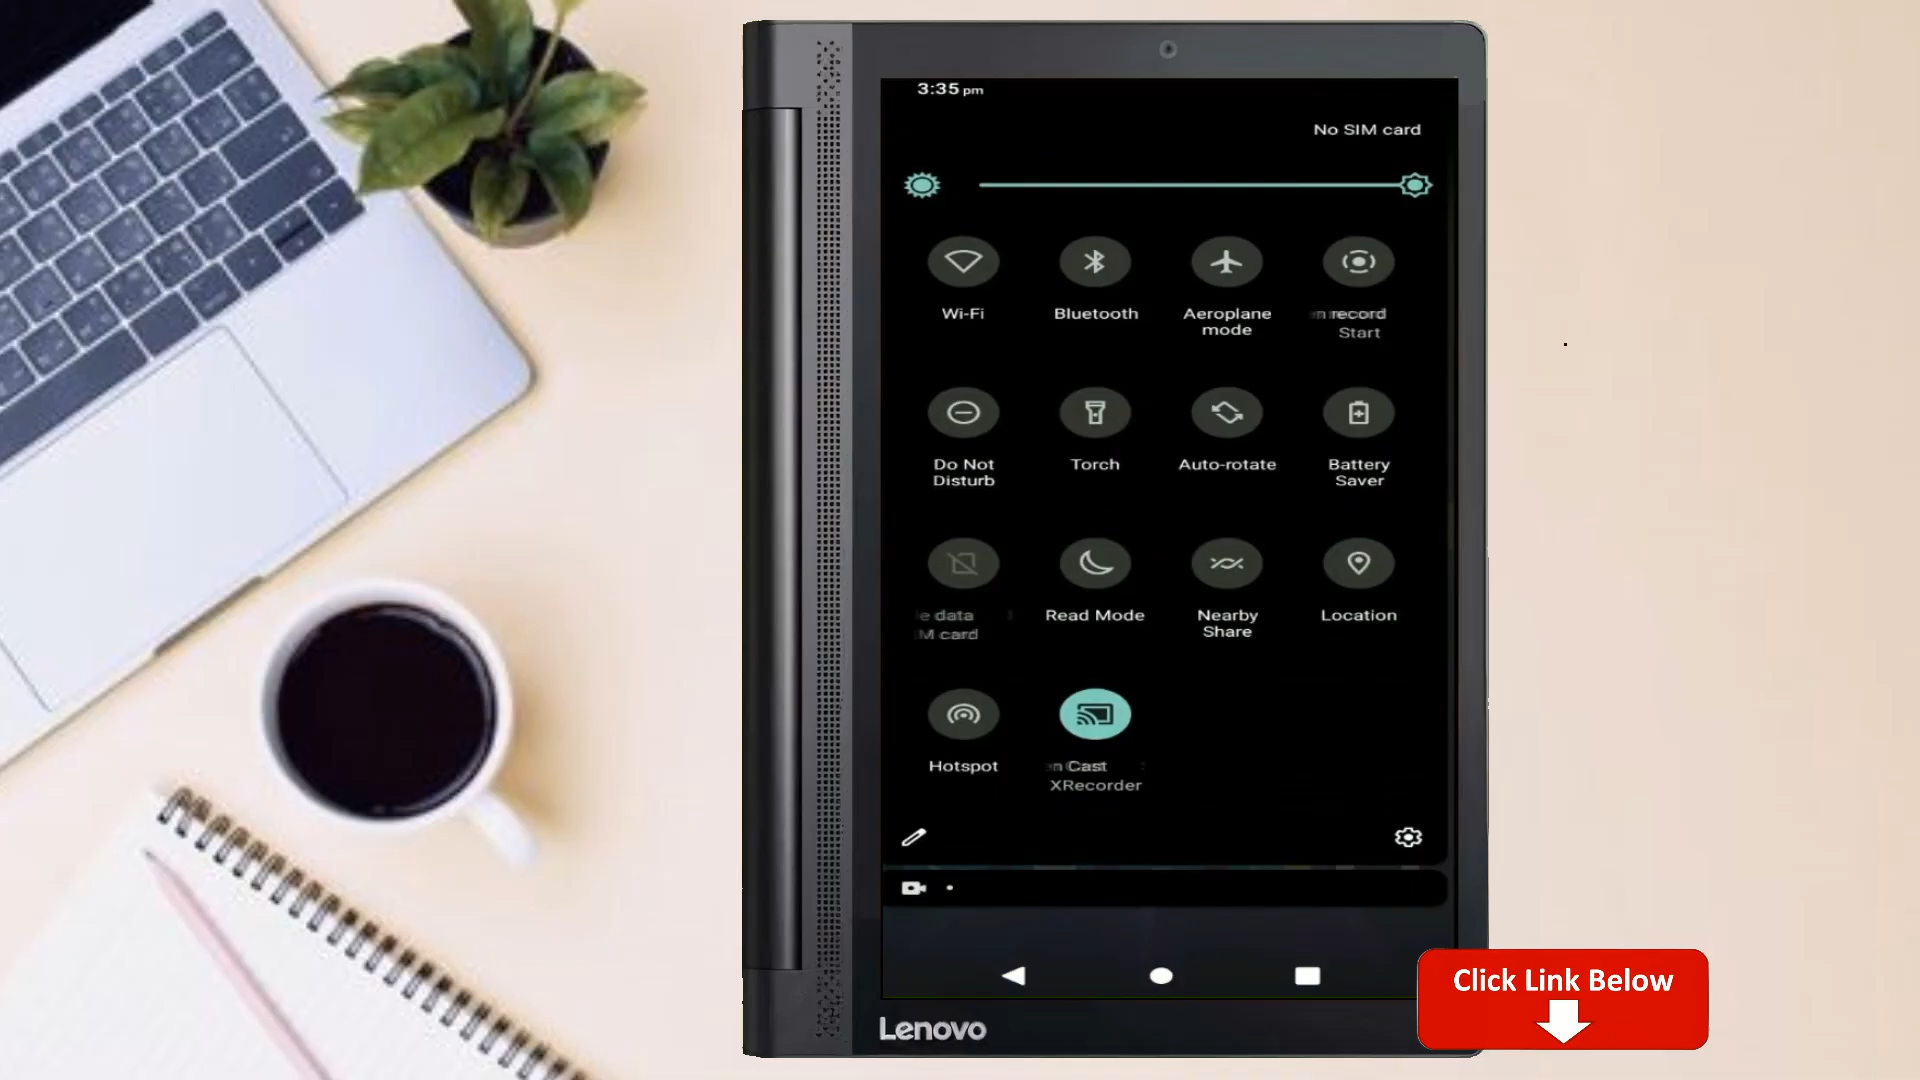 3:35 pm
No SIM card
Wi-Fi
Bluetooth
Aeroplane
mode
n record
Start
Do Not
Disturb
Torch
Auto-rotate
Battery
Saver
e data
M card
Read Mode
Nearby
Share
Location
Hotspot
n Cast
XRecorder
Lenovo
Click Link Below